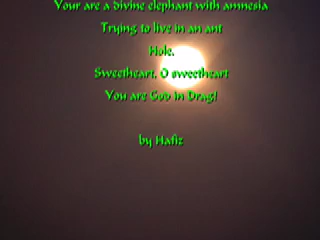 Your are a divine elephant with amnesia
Trying to live in an ant
Hole.
Sweetheart, O sweetheart
You are God in Drag!
by Hafiz